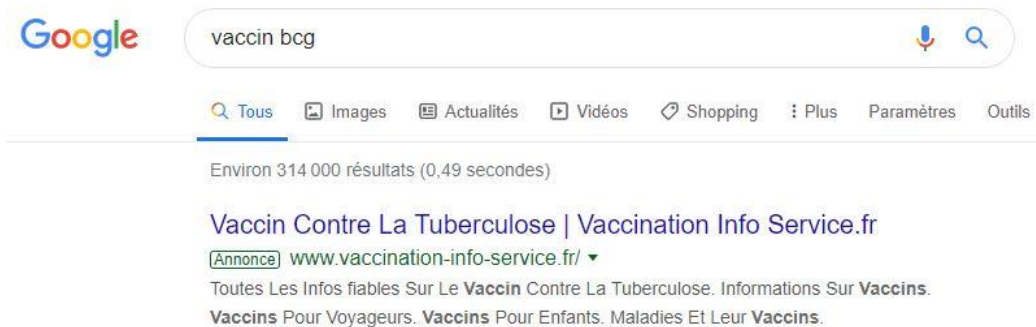 Google vaccin bcg
Tous Images Actualités Vidéos Shopping Plus Paramètres Outils
Environ 314 000 résultats (0,49 secondes)
Vaccin Contre La Tuberculose | Vaccination Info Service.fr
Annonce www.vaccination-info-service.fr/
Toutes Les Infos fiables Sur Le Vaccin Contre La Tuberculose. Informations Sur Vaccins.
Vaccins Pour Voyageurs. Vaccins Pour Enfants. Maladies Et Leur Vaccins.